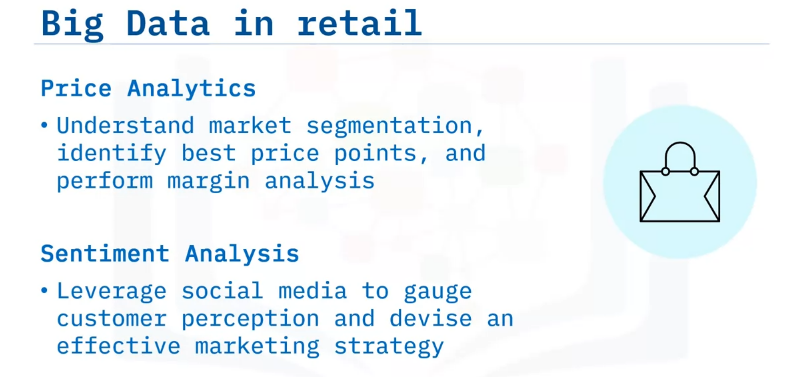 Big Data in retail
Price Analytics
• Understand market segmentation,
identify best price points, and
perform margin analysis
Sentiment Analysis
• Leverage social media to gauge
customer perception and devise an
effective marketing strategy